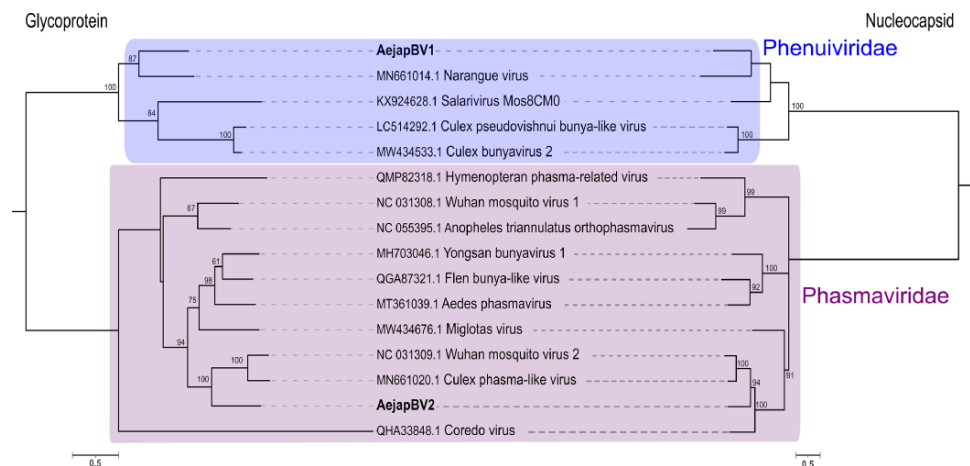 Glycoprotein
Nucleocapsid
Phenuiviridae
87
AejapBV1
MN661014.1 Narangue virus
100
KX924628.1 Salarivirus Mos8CM0
100
84
LC514292.1 Culex pseudovishnui bunya-like virus
100
100
MW434533.1 Culex bunyavirus 2
QMP82318.1 Hymenopteran phasma-related virus
99
67
NC 031308.1 Wuhan mosquito virus 1
99
NC 055395.1 Anopheles triannulatus orthophasmavirus
61
MH703046.1 Yongsan bunyavirus 1
100
98
QGA87321.1 Flen bunya-like virus
92
Phasmaviridae
75
MT361039.1 Aedes phasmavirus
MW434676.1 Miglotas virus
94
100
NC 031309.1 Wuhan mosquito virus 2
100
91
100
MN661020.1 Culex phasma-like virus
94
AejapBV2
100
QHA33848.1 Coredo virus
0.5
0.5